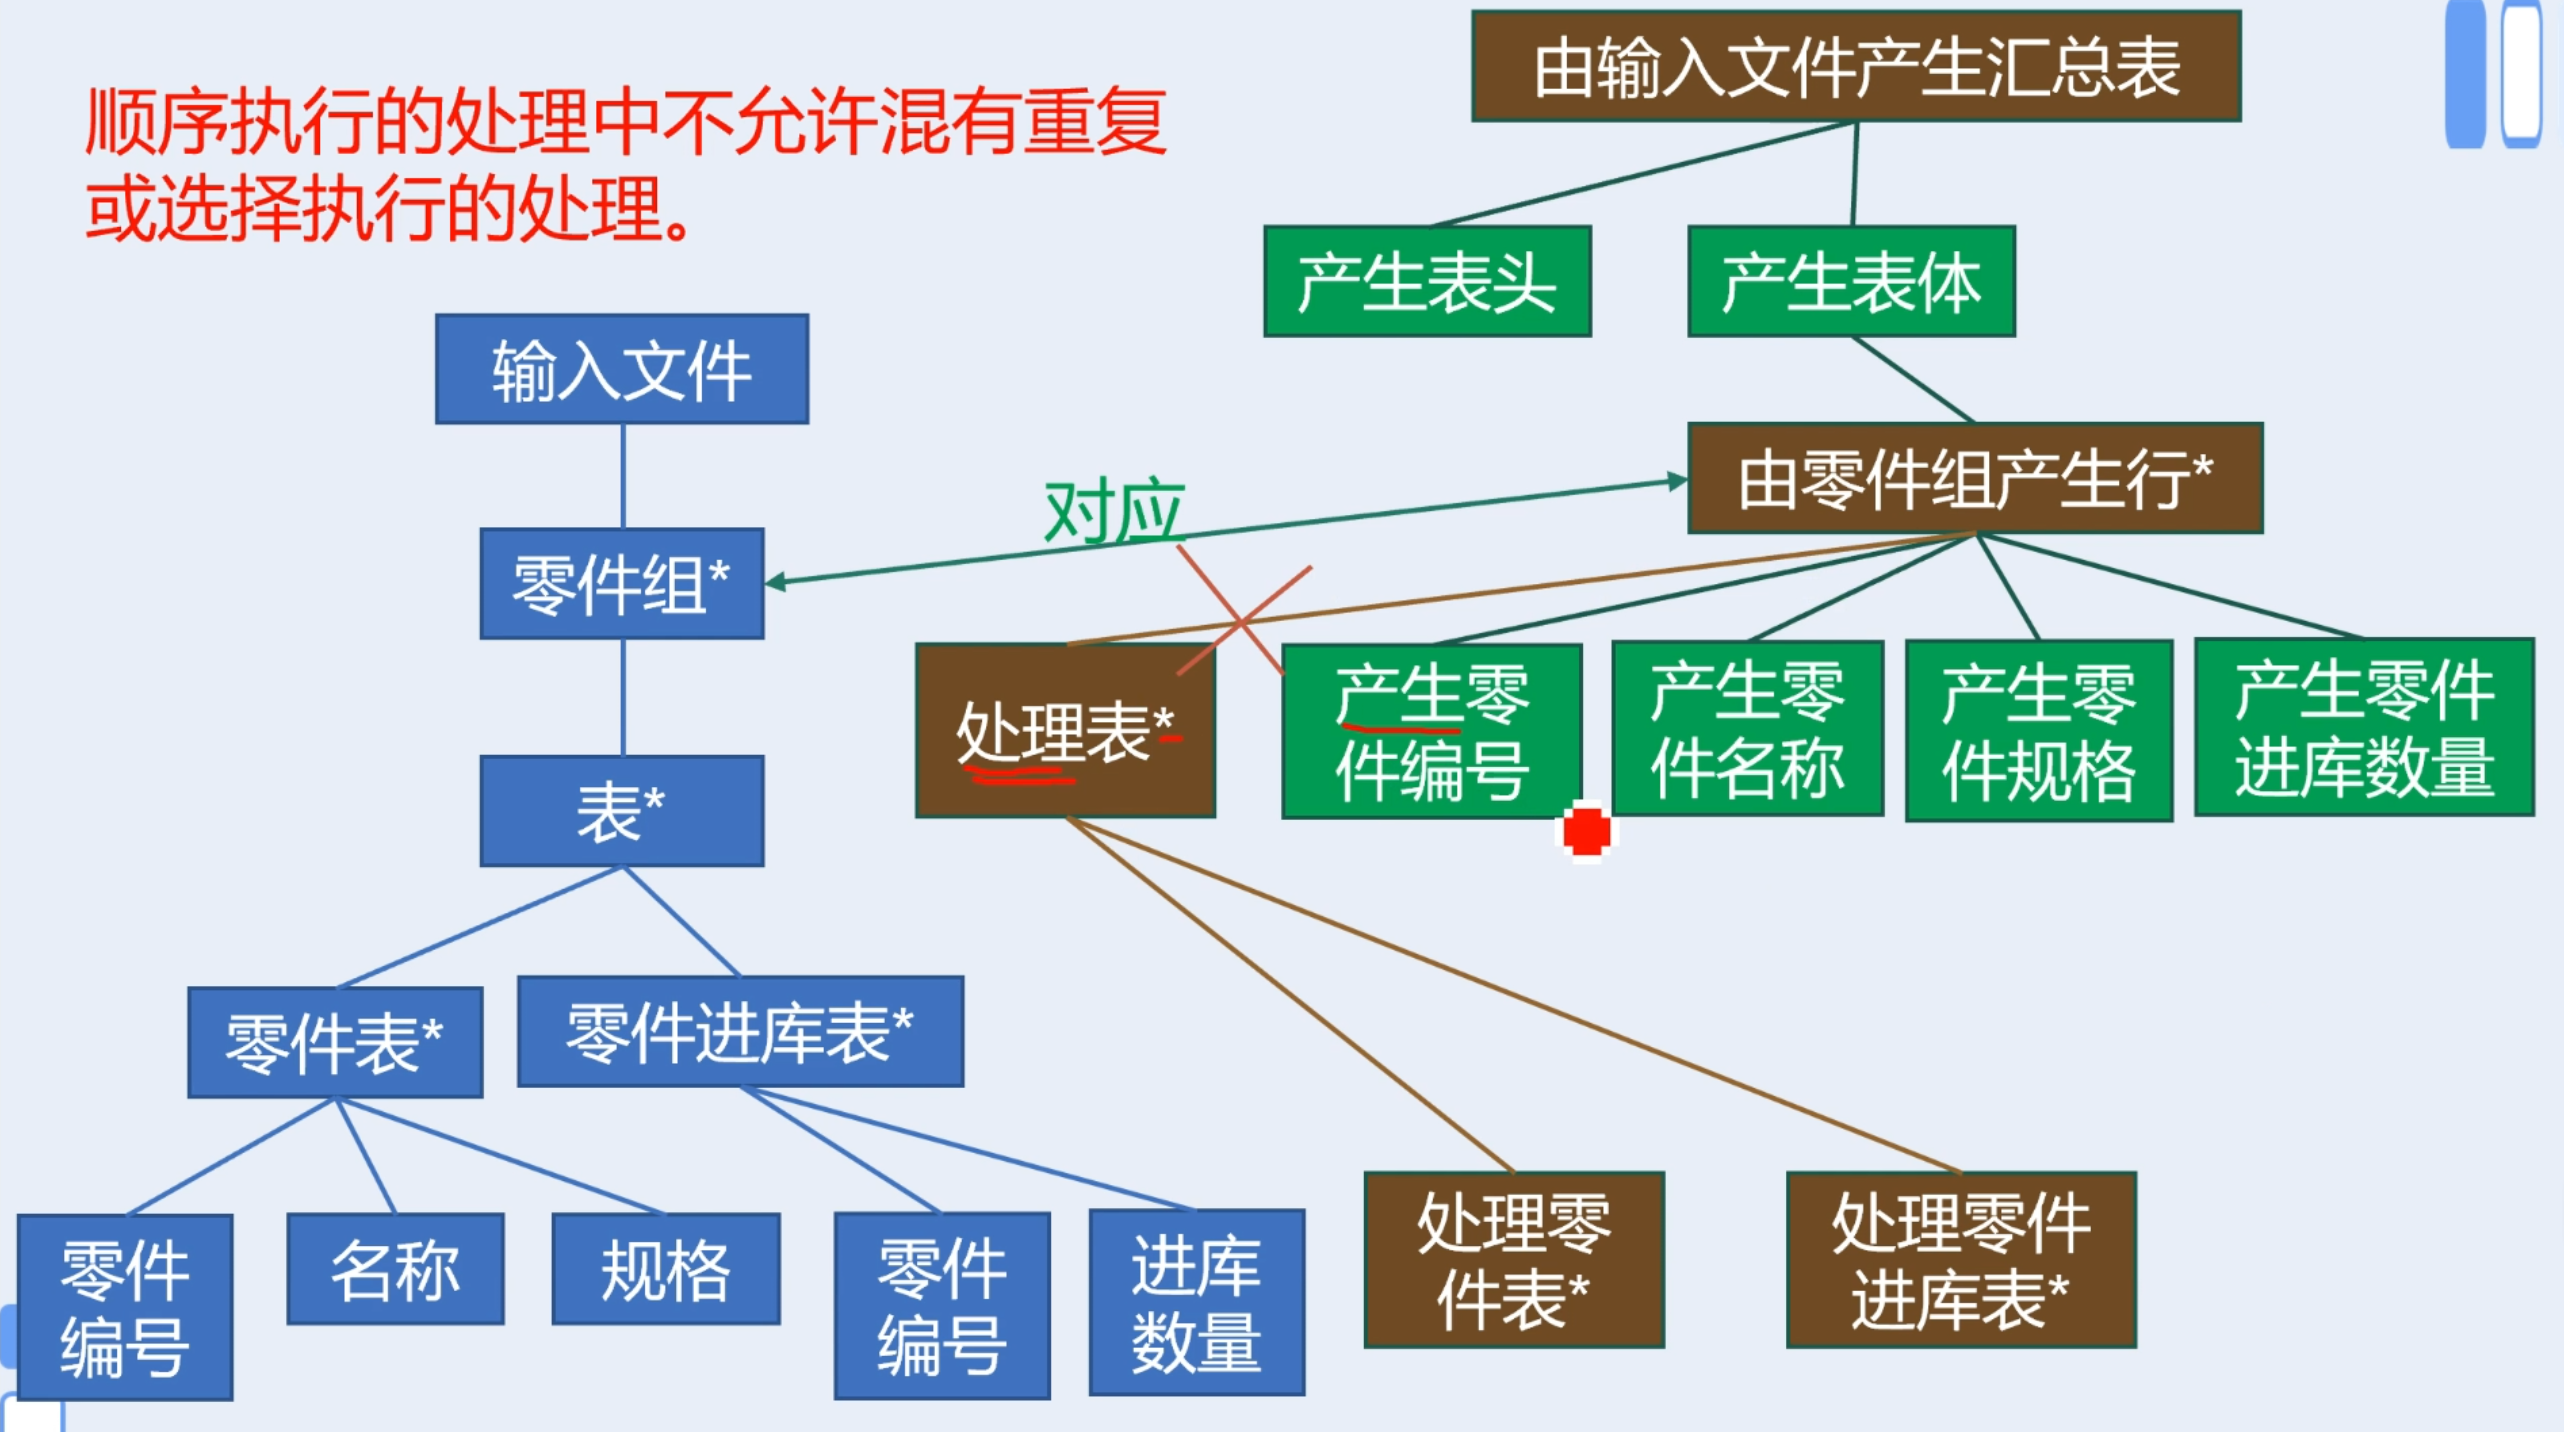 由输入文件产生汇总表
顺序执行的处理中不允许混有重复
或选择执行的处理。
产生表头
产生表体
输入文件
由零件组产生行*
对应
零件组*
处理表*
产生零
件编号
产生零
件名称
产生零
件规格
产生零件
进库数量
表*
零件表*
零件进库表*
零件
编号
名称
规格
零件
编号
进库
数量
处理零
件表*
处理零件
进库表*